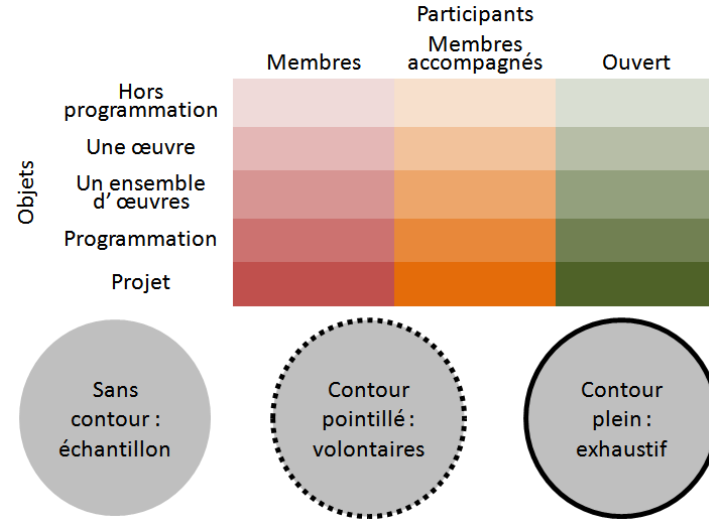 Participants
Membres
Membres
accompagnés
Ouvert
Objets
Hors
programmation
Une œuvre
Un ensemble
d’œuvres
Programmation
Projet
Sans
contour :
échantillon
Contour
pointillé :
volontaires
Contour
plein :
exhaustif